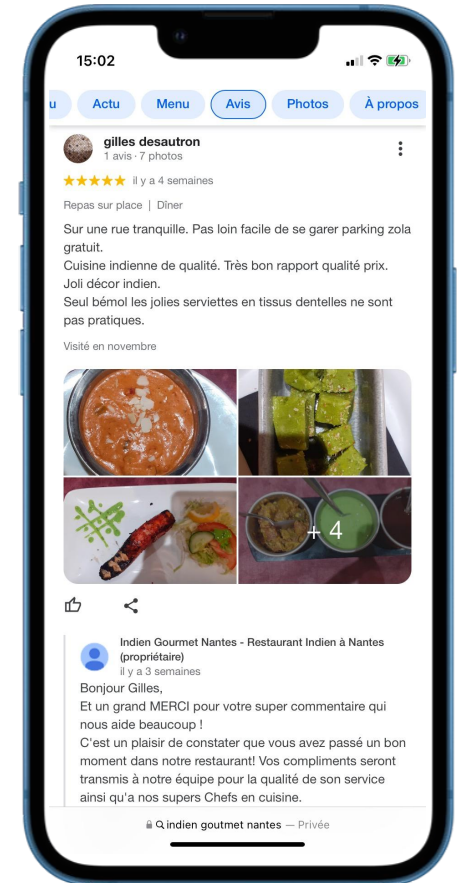 15:02
u
Actu
Menu
Avis
Photos
À propos
gilles desautron
1 avis · 7 photos
il y a 4 semaines
Repas sur place | Dîner
Sur une rue tranquille. Pas loin facile de se garer parking zola
gratuit.
Cuisine indienne de qualité. Très bon rapport qualité prix.
Joli décor indien.
Seul bémol les jolies serviettes en tissus dentelles ne sont
pas pratiques.
Visité en novembre
+ 4
Indien Gourmet Nantes - Restaurant Indien à Nantes
(propriétaire)
il y a 3 semaines
Bonjour Gilles,
Et un grand MERCI pour votre super commentaire qui
nous aide beaucoup !
C'est un plaisir de constater que vous avez passé un bon
moment dans notre restaurant! Vos compliments seront
transmis à notre équipe pour la qualité de son service
ainsi qu'a nos supers Chefs en cuisine.
indien goutmet nantes — Privée